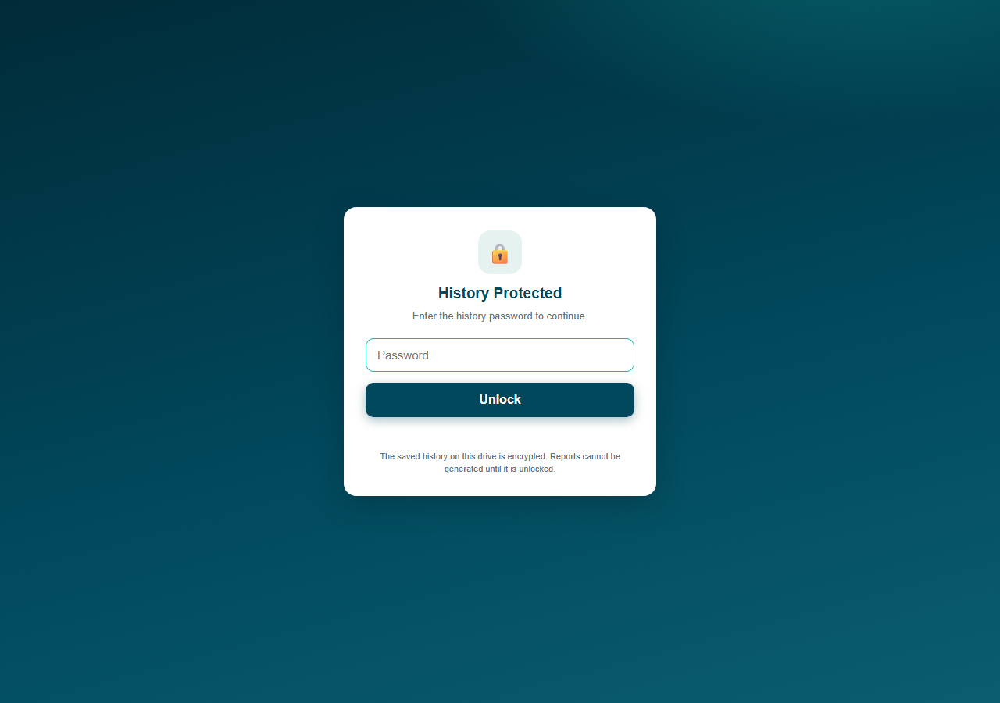 History Protected
Enter the history password to continue.
Password
Unlock
The saved history on this drive is encrypted. Reports cannot be
generated until it is unlocked.